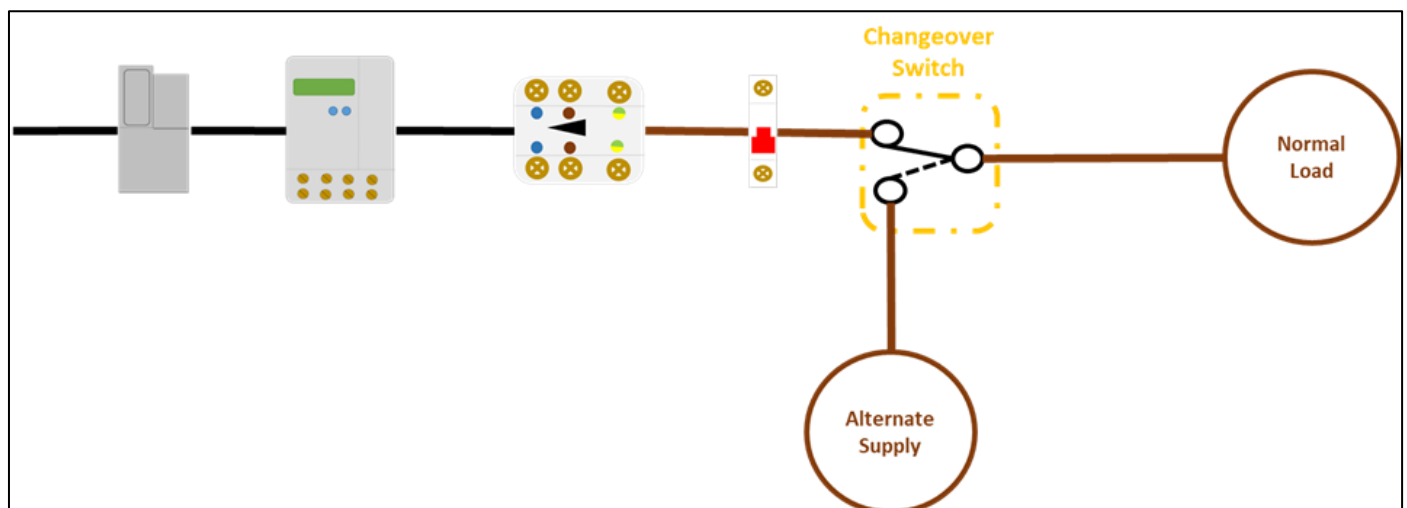 Changeover
Switch
Normal
Load
Alternate
Supply